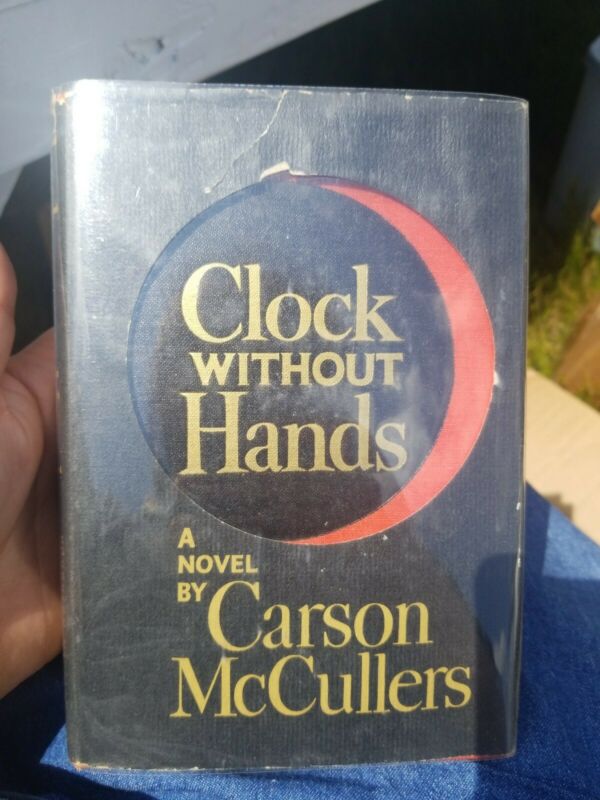 Clock
WITHOUT
Hands
A
NOVEL
BY Carson
McCullers